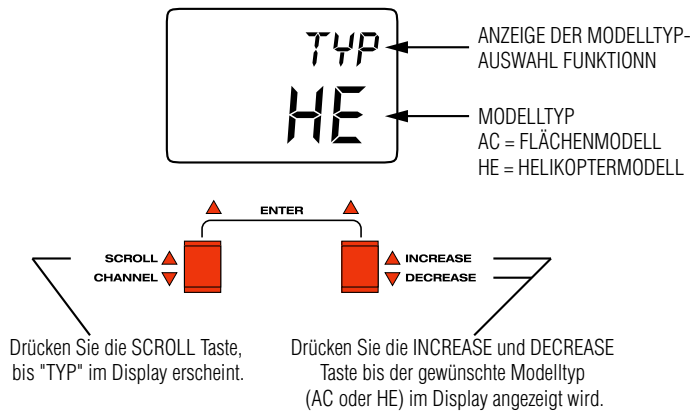 TYP
ANZEIGE DER MODELLTYP-
AUSWAHL FUNKTIONN
HE
MODELLTYP
AC = FLÄCHENMODELL
HE = HELIKOPTERMODELL
ENTER
SCROLL
CHANNEL
INCREASE
DECREASE
Drücken Sie die SCROLL Taste,
bis "TYP" im Display erscheint.
Drücken Sie die INCREASE und DECREASE
Taste bis der gewünschte Modelltyp
(AC oder HE) im Display angezeigt wird.